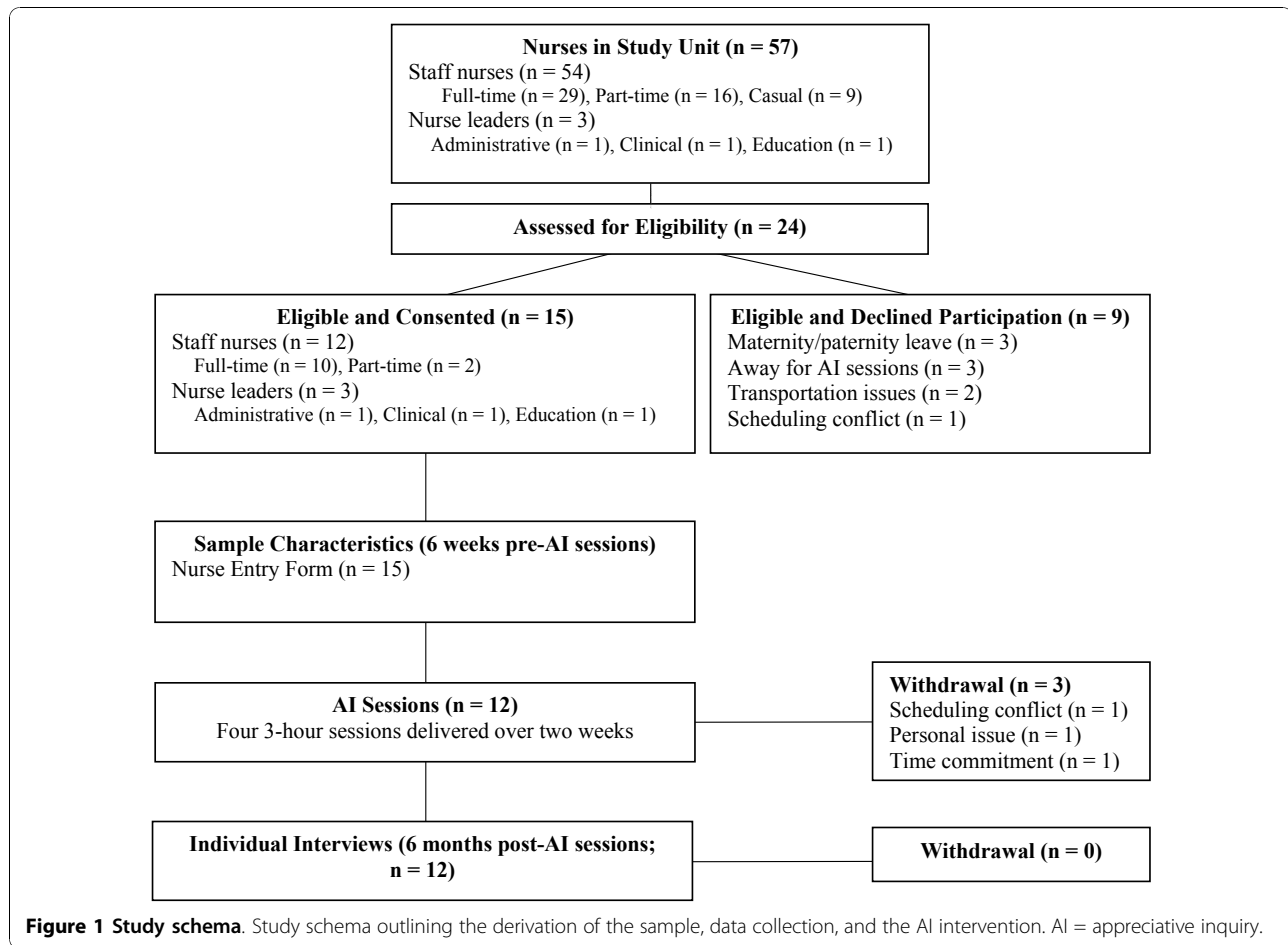 Nurses in Study Unit (n = 57)
Staff nurses (n = 54)
Full-time (n = 29), Part-time (n = 16), Casual (n = 9)
Nurse leaders (n = 3)
Administrative (n = 1), Clinical (n = 1), Education (n = 1)
Assessed for Eligibility (n = 24)
Eligible and Consented (n = 15)
Staff nurses (n = 12)
Full-time (n = 10), Part-time (n = 2)
Nurse leaders (n = 3)
Administrative (n = 1), Clinical (n = 1), Education (n = 1)
Eligible and Declined Participation (n = 9)
Maternity/paternity leave (n = 3)
Away for AI sessions (n = 3)
Transportation issues (n = 2)
Scheduling conflict (n = 1)
Sample Characteristics (6 weeks pre-AI sessions)
Nurse Entry Form (n = 15)
AI Sessions (n = 12)
Four 3-hour sessions delivered over two weeks
Withdrawal (n = 3)
Scheduling conflict (n = 1)
Personal issue (n = 1)
Time commitment (n = 1)
Individual Interviews (6 months post-AI sessions;
n = 12)
Withdrawal (n = 0)
Figure 1 Study schema. Study schema outlining the derivation of the sample, data collection, and the AI intervention. AI = appreciative inquiry.